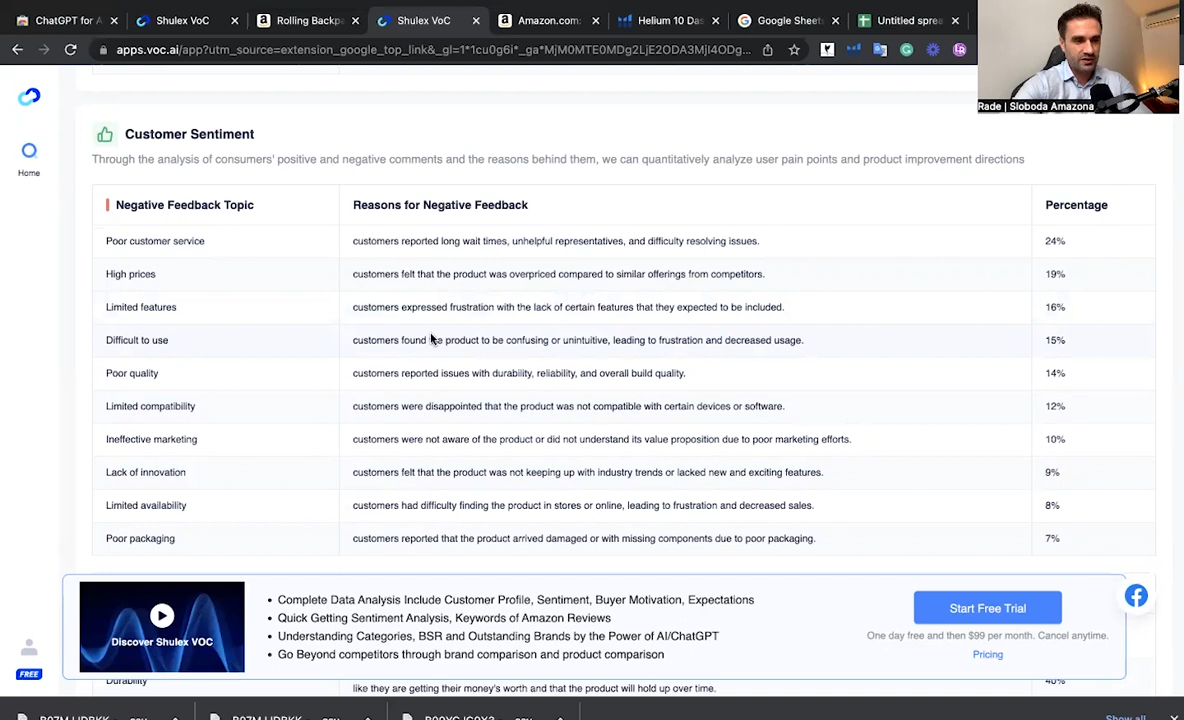 ChatGPT for A
Shulex VoC
Rolling Backpa
Shulex VoC
Amazon.com:
Helium 10 Das
Google Sheets
Untitled sprea
apps.voc.ai/app?utm_source=extension_google_top_link&_gl=1*1cu0g6i*_ga*MjM0MTE0MDg2LjE2ODA3MjI4ODg...
Rade | Sloboda Amazona
Home
Customer Sentiment
Through the analysis of consumers' positive and negative comments and the reasons behind them, we can quantitatively analyze user pain points and product improvement directions
Negative Feedback Topic Reasons for Negative Feedback Percentage
Poor customer service customers reported long wait times, unhelpful representatives, and difficulty resolving issues. 24%
High prices customers felt that the product was overpriced compared to similar offerings from competitors. 19%
Limited features customers expressed frustration with the lack of certain features that they expected to be included. 16%
Difficult to use customers found product to be confusing or unintuitive, leading to frustration and decreased usage. 15%
Poor quality customers reported issues with durability, reliability, and overall build quality. 14%
Limited compatibility customers were disappointed that the product was not compatible with certain devices or software. 12%
Ineffective marketing customers were not aware of the product or did not understand its value proposition due to poor marketing efforts. 10%
Lack of innovation customers felt that the product was not keeping up with industry trends or lacked new and exciting features. 9%
Limited availability customers had difficulty finding the product in stores or online, leading to frustration and decreased sales. 8%
Poor packaging customers reported that the product arrived damaged or with missing components due to poor packaging. 7%
Discover Shulex VOC
• Complete Data Analysis Include Customer Profile, Sentiment, Buyer Motivation, Expectations
• Quick Getting Sentiment Analysis, Keywords of Amazon Reviews
• Understanding Categories, BSR and Outstanding Brands by the Power of AI/ChatGPT
• Go Beyond competitors through brand comparison and product comparison
Start Free Trial
One day free and then $99 per month. Cancel anytime.
Pricing
FREE
Durability like they are getting their money's worth and that the product will hold up over time. 40%
Show all